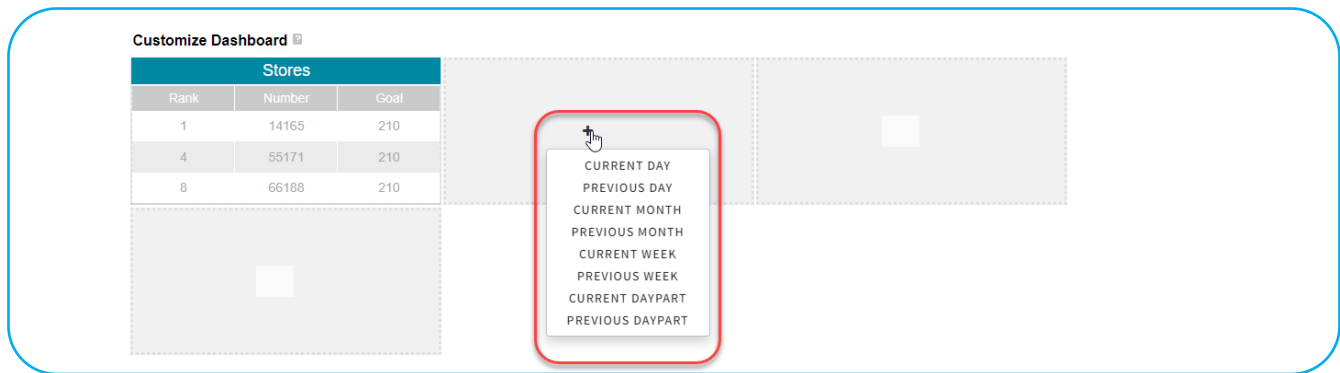 Customize Dashboard ?
Stores
Rank Number Goal
1 14165 210
4 55171 210
8 66188 210
+
CURRENT DAY
PREVIOUS DAY
CURRENT MONTH
PREVIOUS MONTH
CURRENT WEEK
PREVIOUS WEEK
CURRENT DAYPART
PREVIOUS DAYPART